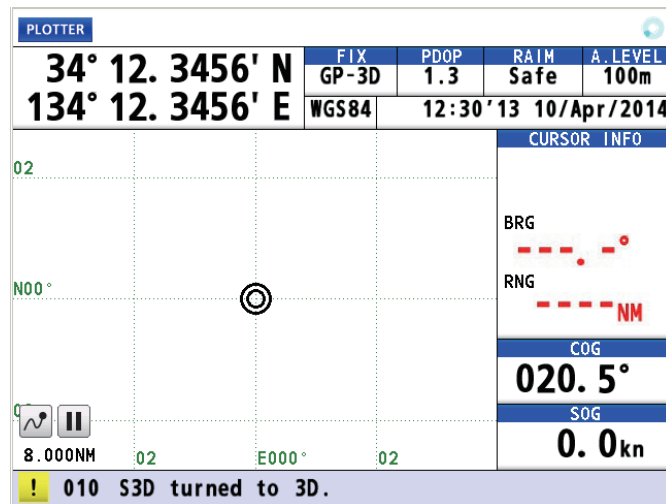 PLOTTER
34° 12. 3456' N
134° 12. 3456' E
FIX PDOP RAIM A.LEVEL
GP-3D 1.3 Safe 100m
WGS84 12:30'13 10/Apr/2014
CURSOR INFO
02
BRG
---.-°
N00°
RNG
----NM
COG
020.5°
SOG
0.0kn
8.000NM 02 E000° 02
! 010 S3D turned to 3D.